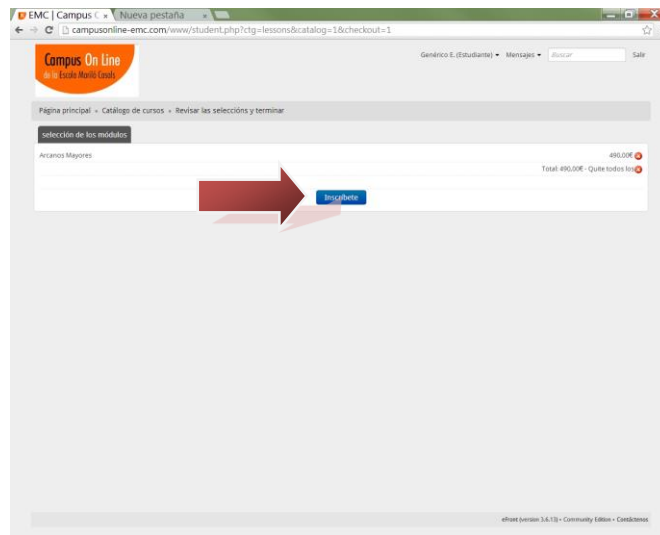 EMC | Campus C
Nueva pestaña
campusonline-emc.com/www/student.php?ctg=lessons&catalog=1&checkout=1
Campus On Line
de la Escola Mariló Casals
Genérico E. (Estudiante) Mensajes Buscar Salir
Página principal » Catálogo de cursos » Revisar las seleccións y terminar
selección de los módulos
Arcanos Mayores 490,00€
Total: 490,00€ - Quite todos los
Inscríbete
eFront (version 3.6.13) • Community Edition • Contáctenos